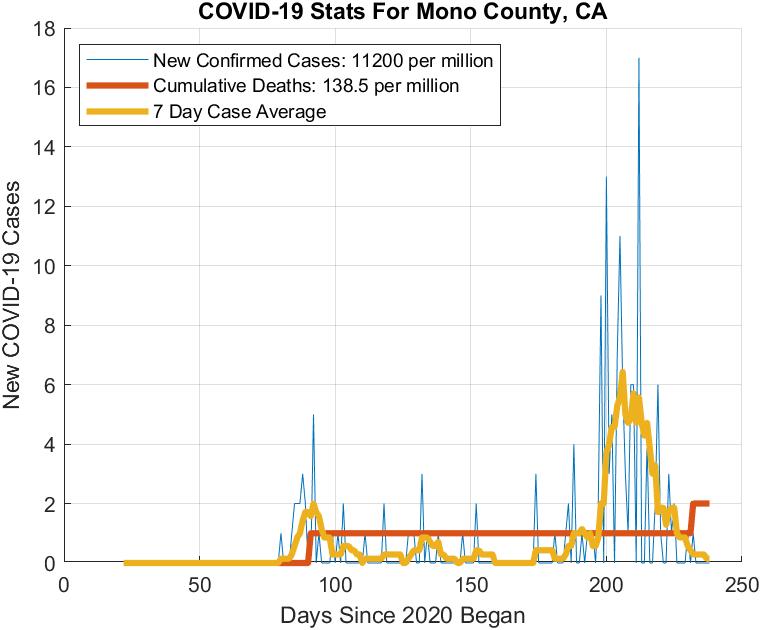 COVID-19 Stats For Mono County, CA
New Confirmed Cases: 11200 per million
Cumulative Deaths: 138.5 per million
7 Day Case Average
New COVID-19 Cases
18
16
14
12
10
8
6
4
2
0
0 50 100 150 200 250
Days Since 2020 Began